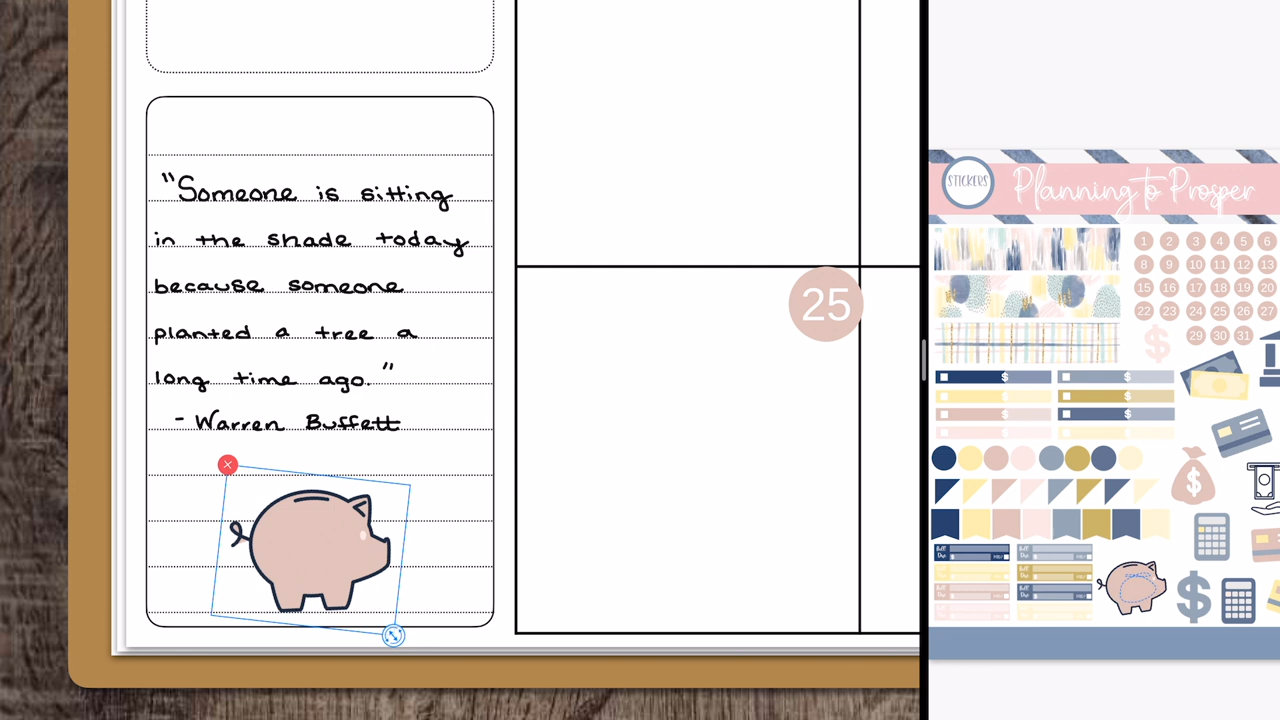 "Someone is sitting
in the shade today
because someone
planted a tree a
long time ago."
- Warren Buffett
25
STICKERS
Planning to Prosper
1 2 3 4 5 6
8 9 10 11 12 13
15 16 17 18 19 20
22 23 24 25 26 27
29 30 31
$
$ $
$ $
$ $
$ $
$
$